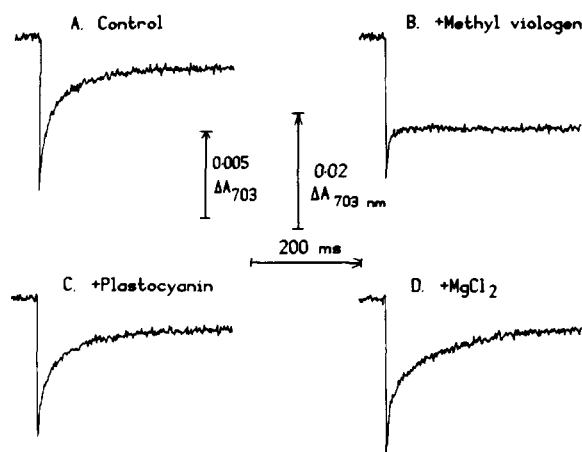 A. Control
B. +Methyl viologen
0·005
ΔA703
0·02
ΔA703 nm
200 ms
C. +Plastocyanin
D. +MgCl2